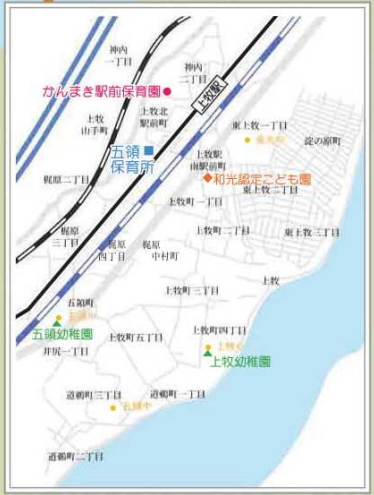 神内
一丁目
神内
二丁目
かんまき駅前保育園
上牧駅
上牧
山手町
上牧北
駅前町
東上牧一丁目
淀の原町
五領
保育所
上牧駅
南駅前町
和光認定こども園
梶原二丁目
東上牧二丁目
上牧町一丁目
梶原
三丁目
梶原
四丁目
梶原
中村町
上牧町二丁目
東上牧三丁目
上牧
上牧町三丁目
五領町
五領小
五領幼稚園
上牧町五丁目
上牧町四丁目
上牧小
井尻一丁目
上牧幼稚園
道鵜町三丁目
道鵜町一丁目
五領中
道鵜町二丁目